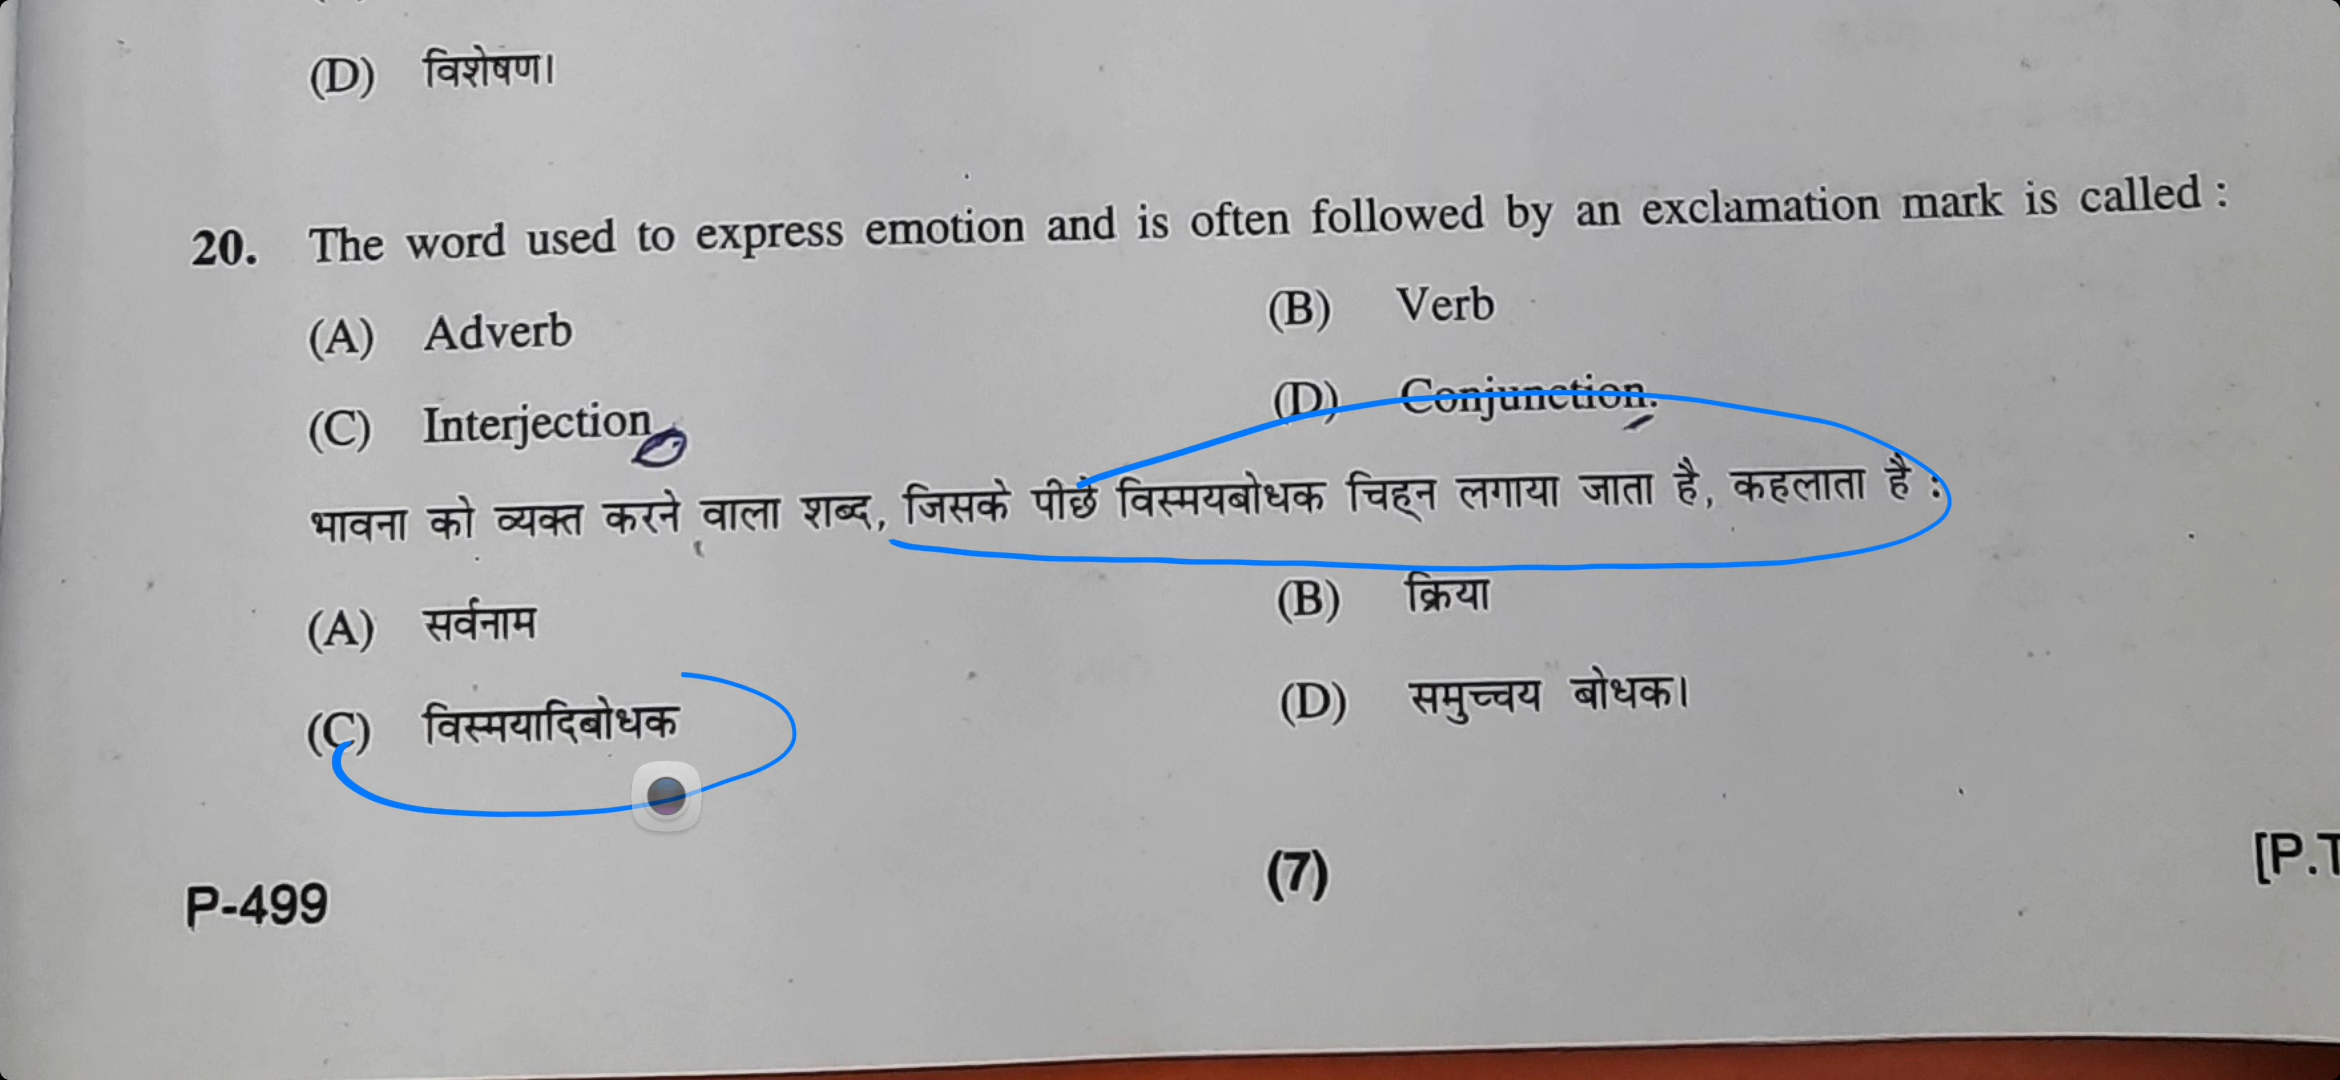 (D) विशेषण।
20. The word used to express emotion and is often followed by an exclamation mark is called :
(A) Adverb (B) Verb
(C) Interjection (D) Conjunction.
भावना को व्यक्त करने वाला शब्द, जिसके पीछे विस्मयबोधक चिह्न लगाया जाता है, कहलाता है :
(A) सर्वनाम (B) क्रिया
(C) विस्मयादिबोधक (D) समुच्चय बोधक।
P-499 (7) [P.T